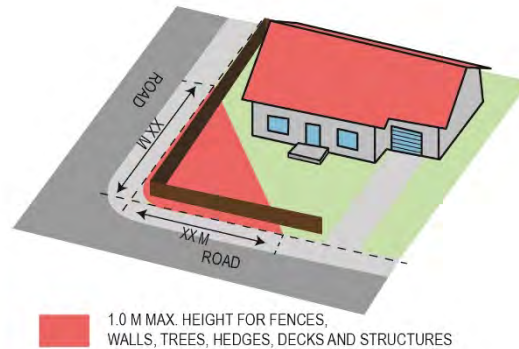 ROAD
XX M
XX M
ROAD
1.0 M MAX. HEIGHT FOR FENCES,
WALLS, TREES, HEDGES, DECKS AND STRUCTURES